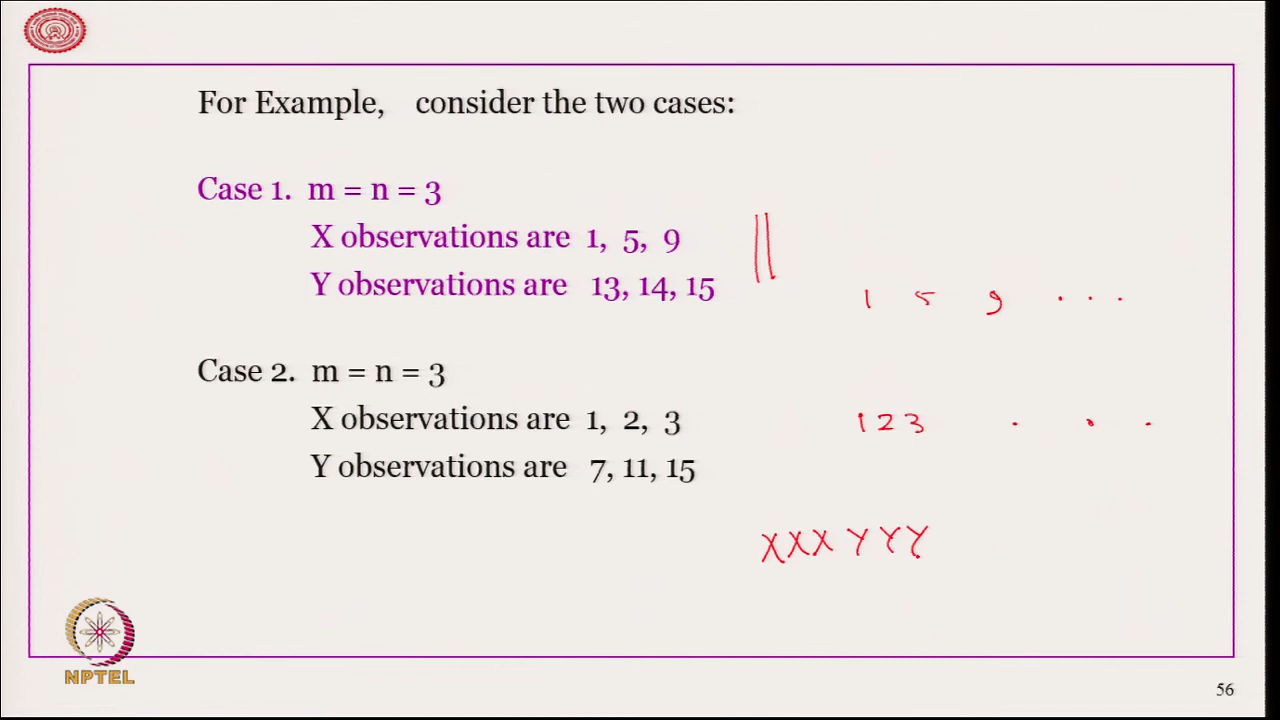 For Example, consider the two cases:
Case 1. m = n = 3
X observations are 1, 5, 9
Y observations are 13, 14, 15
1 5 9 . . .
Case 2. m = n = 3
X observations are 1, 2, 3
1 2 3 . . .
Y observations are 7, 11, 15
X X X Y Y Y
NPTEL
56